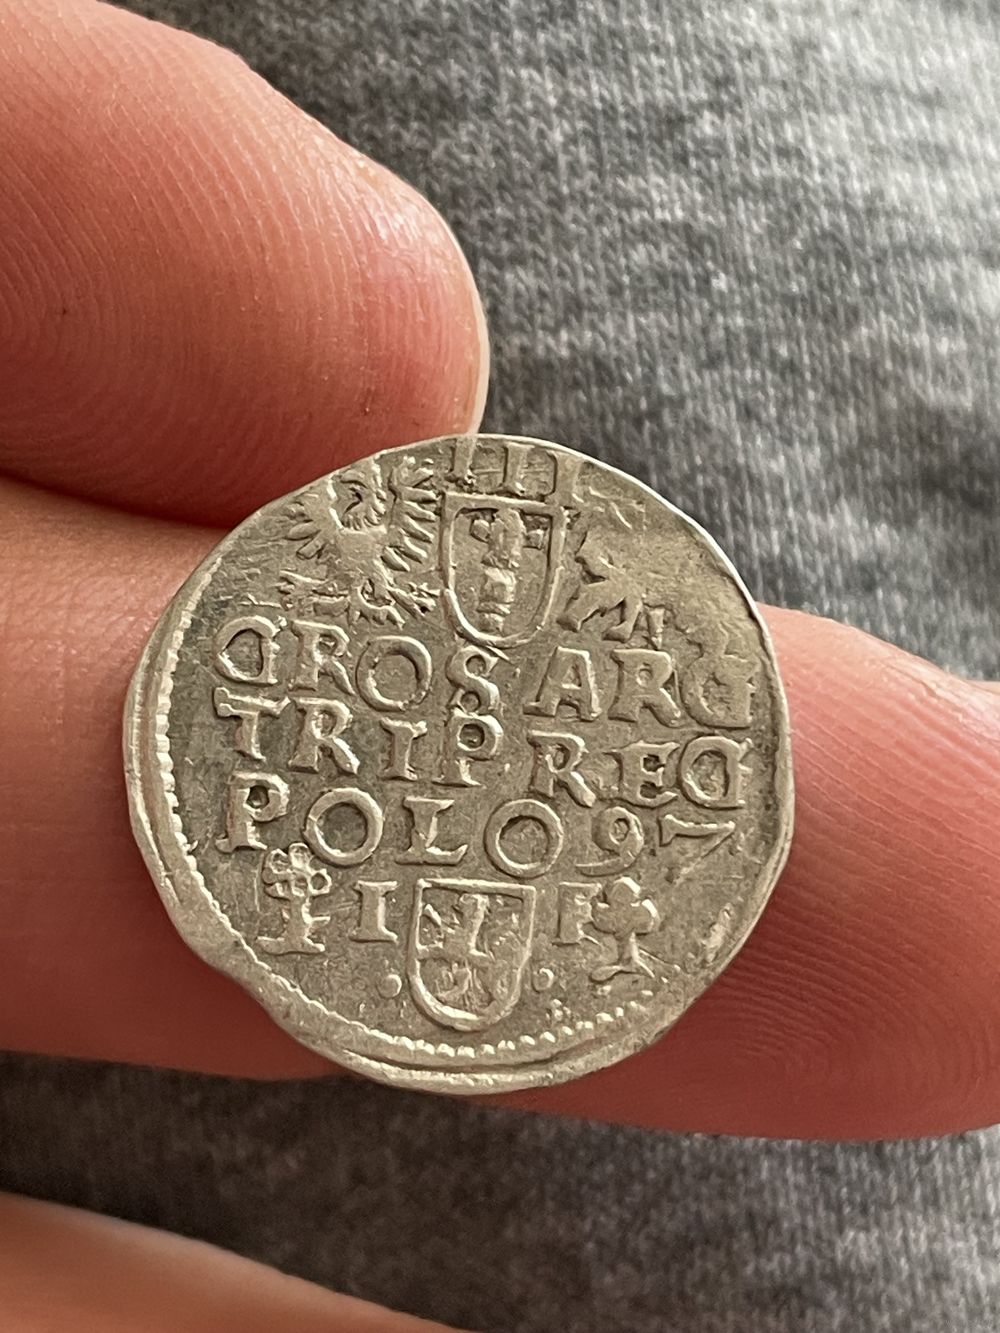 III
GROS ARG
TRIP REG
POLO 97
I F